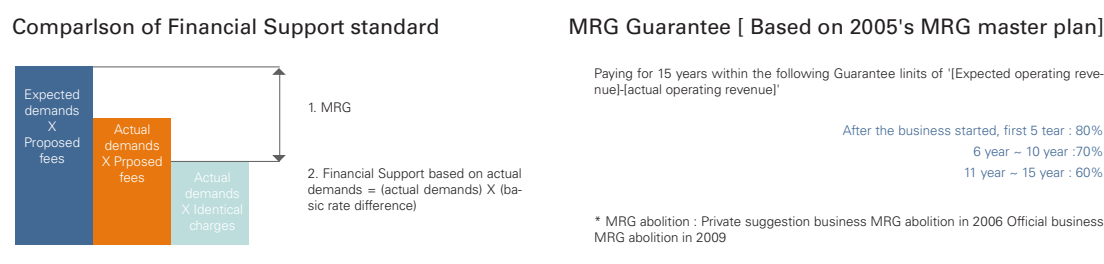 Comparlson of Financial Support standard
Expected
demands
X
Proposed
fees
Actual
demands
X Prposed
fees
Actual
demands
X Identical
charges
1. MRG
2. Financial Support based on actual
demands = (actual demands) X (ba-
sic rate difference)
MRG Guarantee [ Based on 2005's MRG master plan]
Paying for 15 years within the following Guarantee linits of '[Expected operating reve-
nue]-[actual operating revenue]'
After the business started, first 5 tear : 80%
6 year ~ 10 year :70%
11 year ~ 15 year : 60%
* MRG abolition : Private suggestion business MRG abolition in 2006 Official business
MRG abolition in 2009